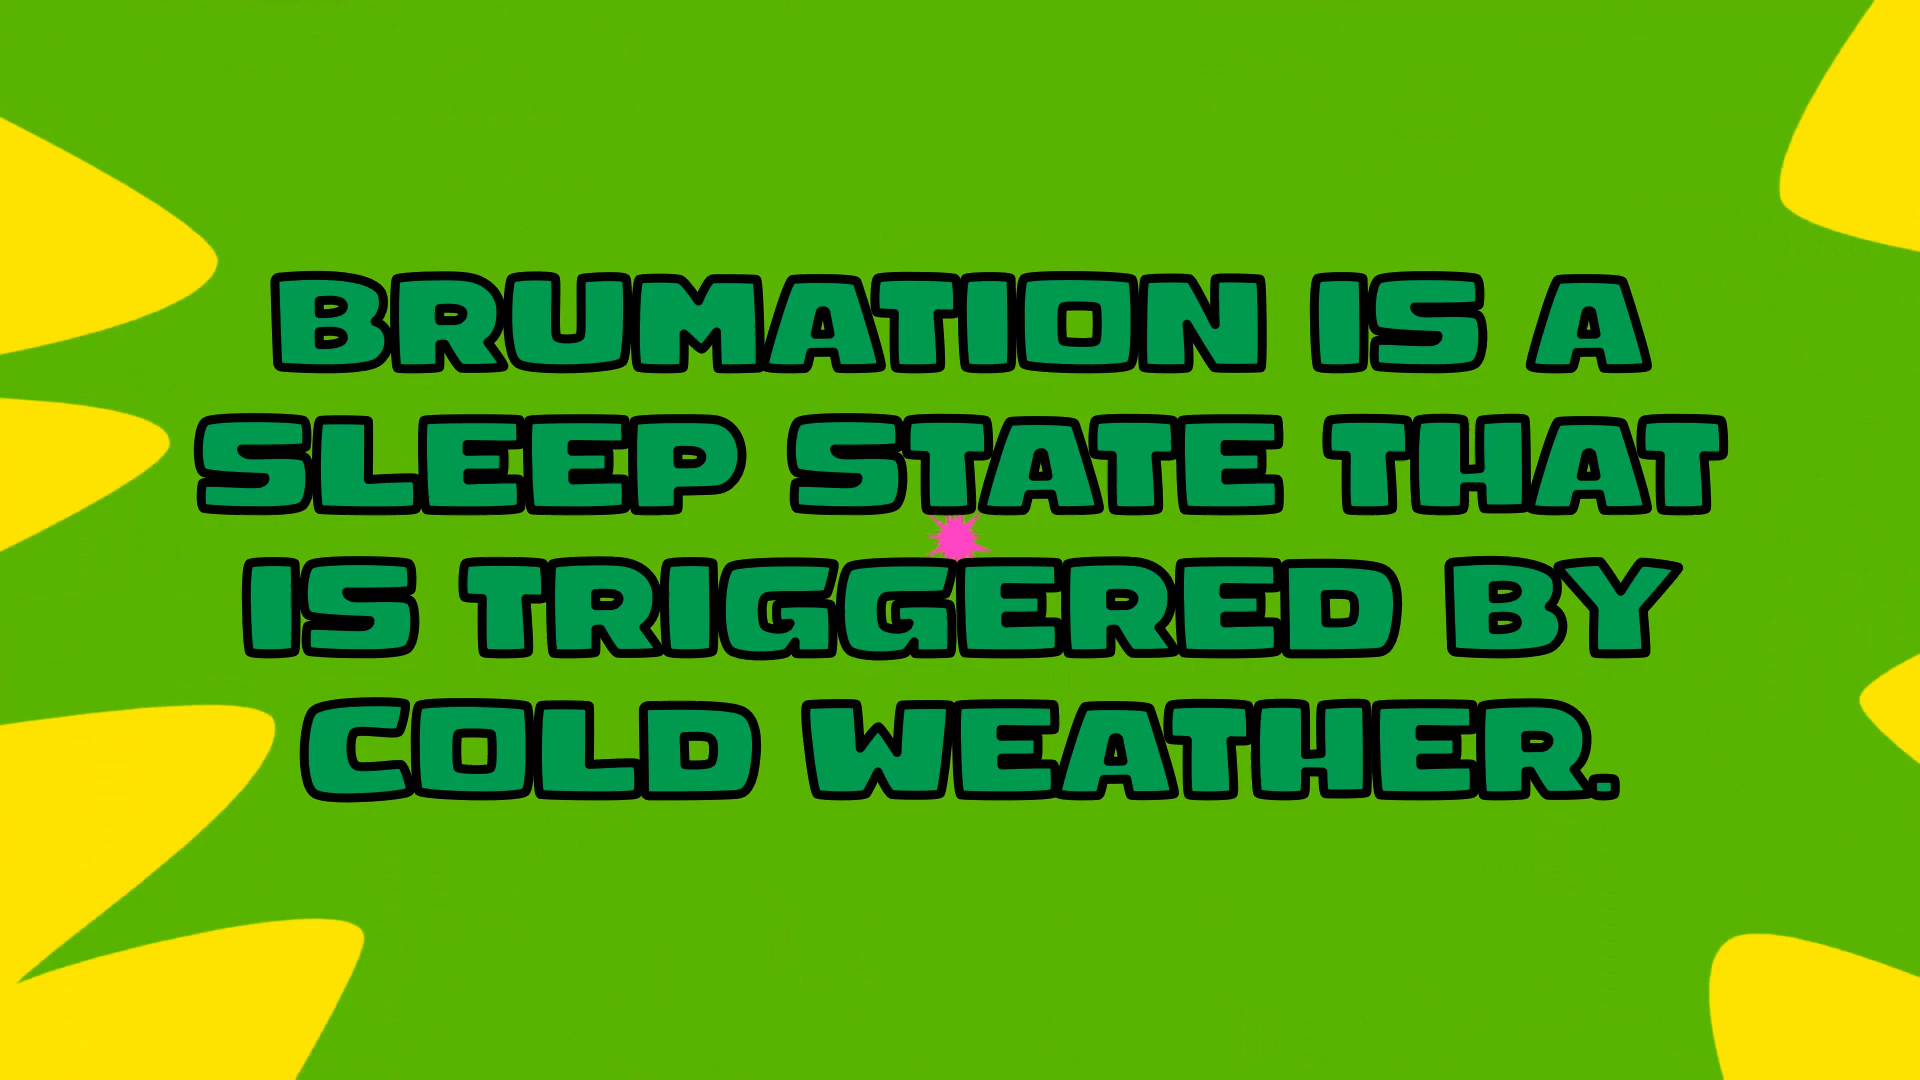 BRUMATION IS A
SLEEP STATE THAT
IS TRIGGERED BY
COLD WEATHER.